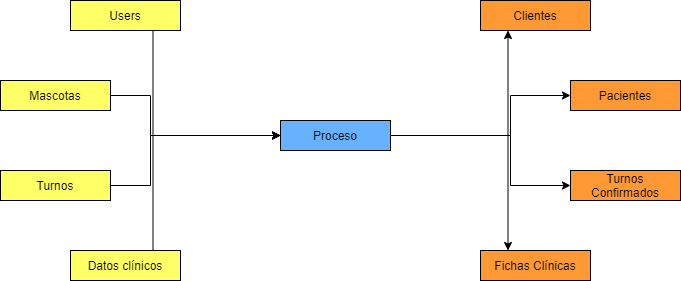 Users
Clientes
Mascotas
Pacientes
Proceso
Turnos
Turnos
Confirmados
Datos clínicos
Fichas Clínicas